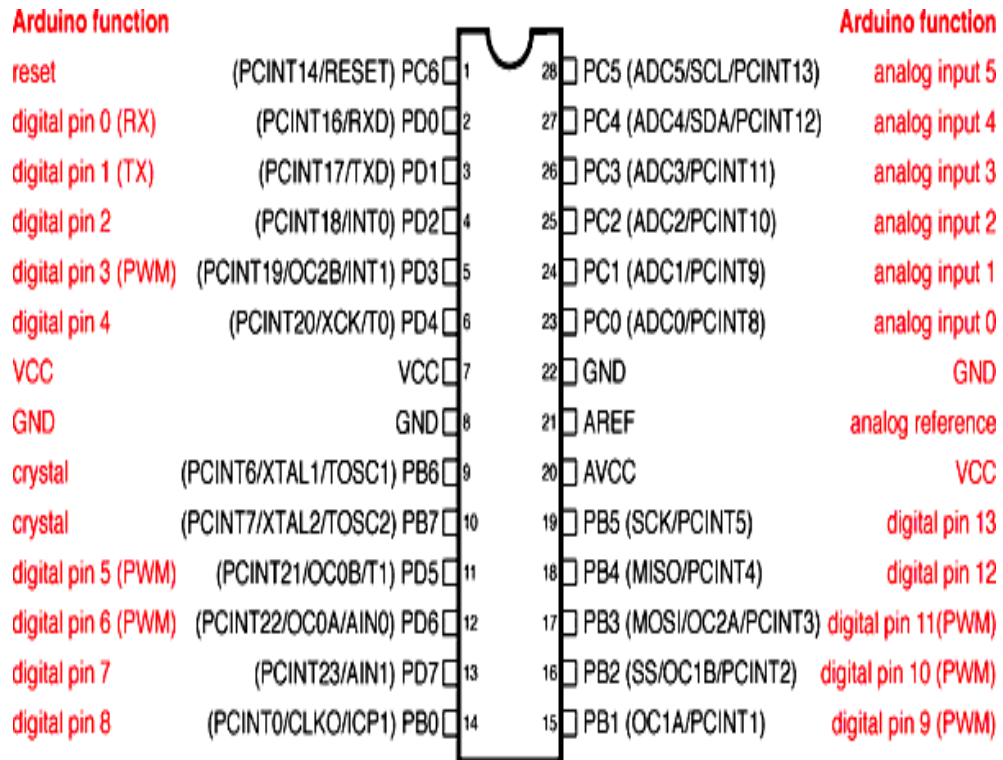 Arduino function Arduino function
reset (PCINT14/RESET) PC6 1 28 PC5 (ADC5/SCL/PCINT13) analog input 5
digital pin 0 (RX) (PCINT16/RXD) PD0 2 27 PC4 (ADC4/SDA/PCINT12) analog input 4
digital pin 1 (TX) (PCINT17/TXD) PD1 3 26 PC3 (ADC3/PCINT11) analog input 3
digital pin 2 (PCINT18/INT0) PD2 4 25 PC2 (ADC2/PCINT10) analog input 2
digital pin 3 (PWM) (PCINT19/OC2B/INT1) PD3 5 24 PC1 (ADC1/PCINT9) analog input 1
digital pin 4 (PCINT20/XCK/T0) PD4 6 23 PC0 (ADC0/PCINT8) analog input 0
VCC VCC 7 22 GND GND
GND GND 8 21 AREF analog reference
crystal (PCINT6/XTAL1/TOSC1) PB6 9 20 AVCC VCC
crystal (PCINT7/XTAL2/TOSC2) PB7 10 19 PB5 (SCK/PCINT5) digital pin 13
digital pin 5 (PWM) (PCINT21/OC0B/T1) PD5 11 18 PB4 (MISO/PCINT4) digital pin 12
digital pin 6 (PWM) (PCINT22/OC0A/AIN0) PD6 12 17 PB3 (MOSI/OC2A/PCINT3) digital pin 11(PWM)
digital pin 7 (PCINT23/AIN1) PD7 13 16 PB2 (SS/OC1B/PCINT2) digital pin 10 (PWM)
digital pin 8 (PCINT0/CLKO/ICP1) PB0 14 15 PB1 (OC1A/PCINT1) digital pin 9 (PWM)